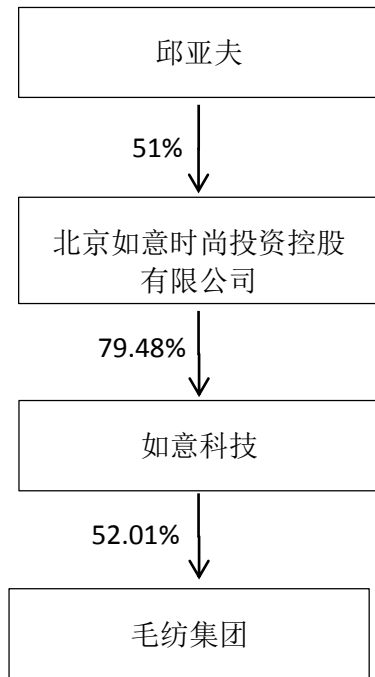 邱亚夫
51%
北京如意时尚投资控股
有限公司
79.48%
如意科技
52.01%
毛纺集团